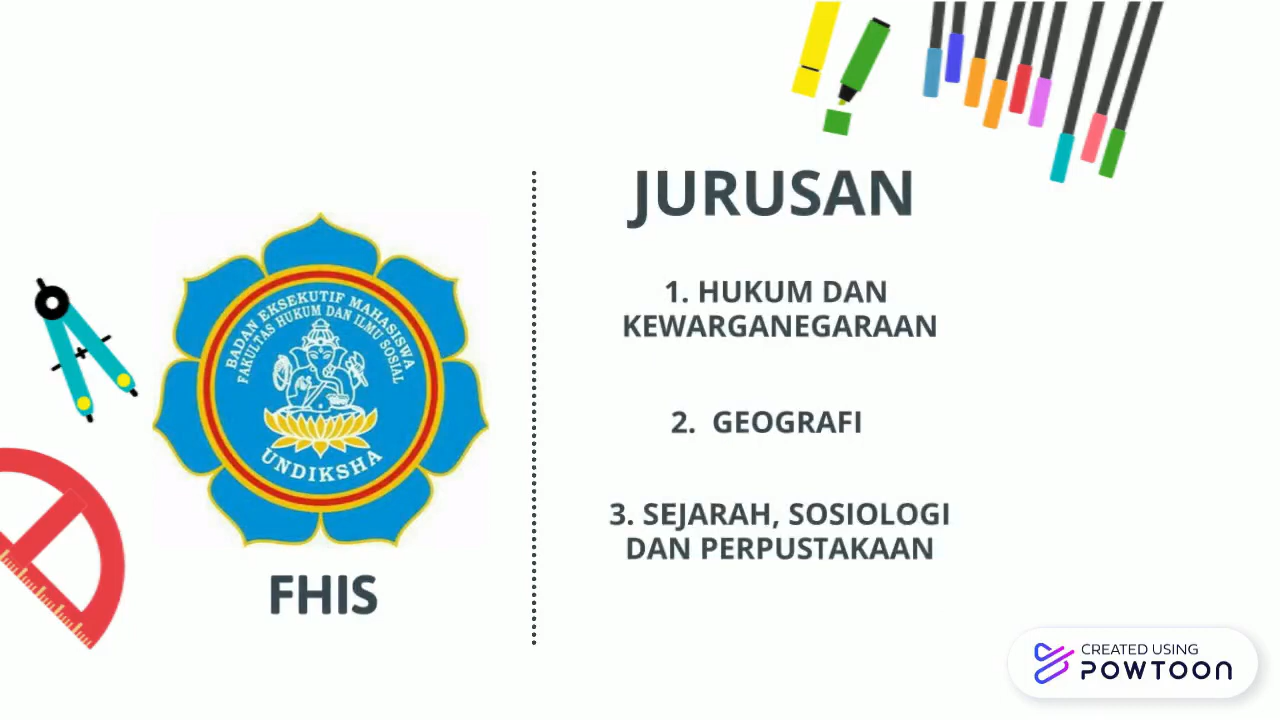 JURUSAN
1. HUKUM DAN
KEWARGANEGARAAN
2. GEOGRAFI
3. SEJARAH, SOSIOLOGI
DAN PERPUSTAKAAN
BADAN EKSEKUTIF MAHASISWA
FAKULTAS HUKUM DAN ILMU SOSIAL
UNDIKSHA
FHIS
CREATED USING
POWTOON